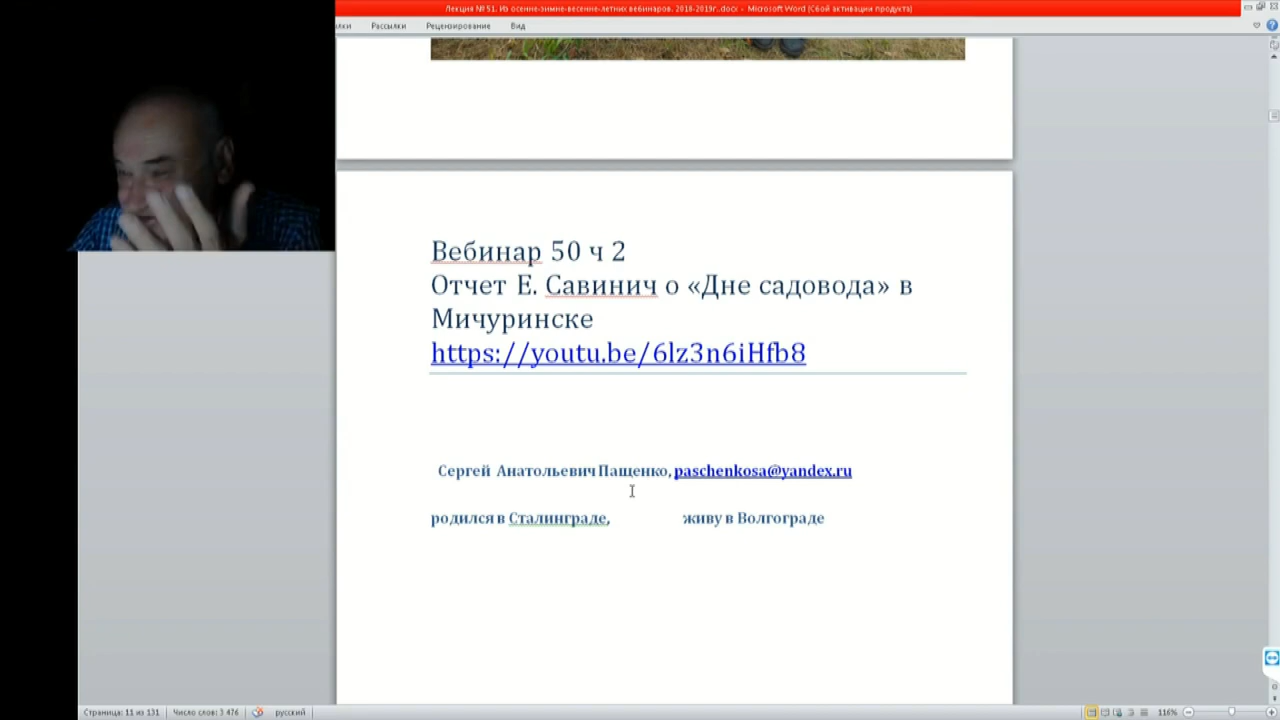 Лекция №51. Из осенне-зимне-весенне-летних вебинаров. 2018-2019г..docx - Microsoft Word (Сбой активации продукта)
Рассылки Рецензирование Вид
Вебинар 50 ч 2
Отчет Е. Савинич о «Дне садовода» в
Мичуринске
https://youtu.be/6lz3n6iHfb8
Сергей Анатольевич Пащенко, paschenkosa@yandex.ru
родился в Сталинграде, живу в Волгограде
Страница: 11 из 131 Число слов: 3 476 русский 116%